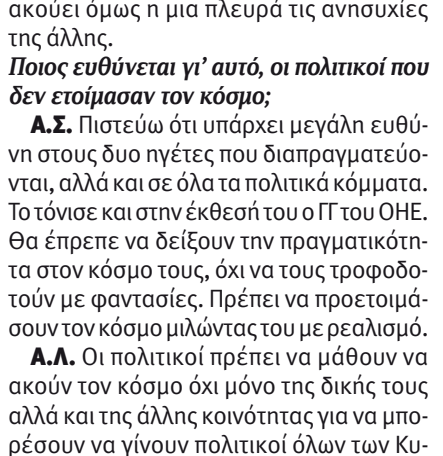 ακούει όμως η μια πλευρά τις ανησυχίες
της άλλης.
Ποιος ευθύνεται γι’ αυτό, οι πολιτικοί που
δεν ετοίμασαν τον κόσμο;
Α.Σ. Πιστεύω ότι υπάρχει μεγάλη ευθύ-
νη στους δυο ηγέτες που διαπραγματεύο-
νται, αλλά και σε όλα τα πολιτικά κόμματα.
Το τόνισε και στην έκθεσή του ο ΓΓ του ΟΗΕ.
Θα έπρεπε να δείξουν την πραγματικότη-
τα στον κόσμο τους, όχι να τους τροφοδο-
τούν με φαντασίες. Πρέπει να προετοιμά-
σουν τον κόσμο μιλώντας του με ρεαλισμό.
Α.Λ. Οι πολιτικοί πρέπει να μάθουν να
ακούν τον κόσμο όχι μόνο της δικής τους
αλλά και της άλλης κοινότητας για να μπο-
ρέσουν να γίνουν πολιτικοί όλων των Κυ-